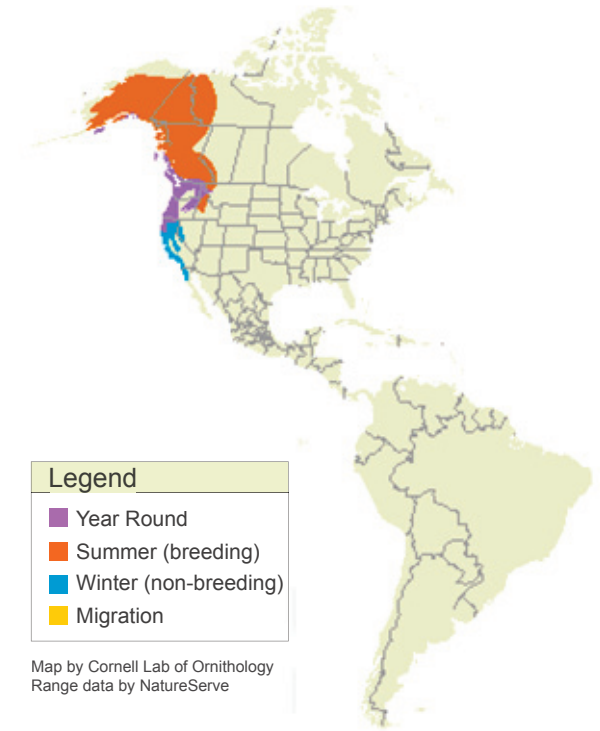 Legend
Year Round
Summer (breeding)
Winter (non-breeding)
Migration
Map by Cornell Lab of Ornithology
Range data by NatureServe